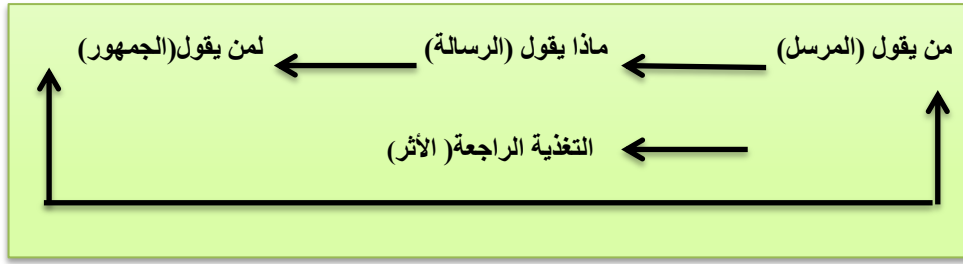 من يقول (المرسل) ماذا يقول (الرسالة) لمن يقول(الجمهور)
التغذية الراجعة( الأثر)